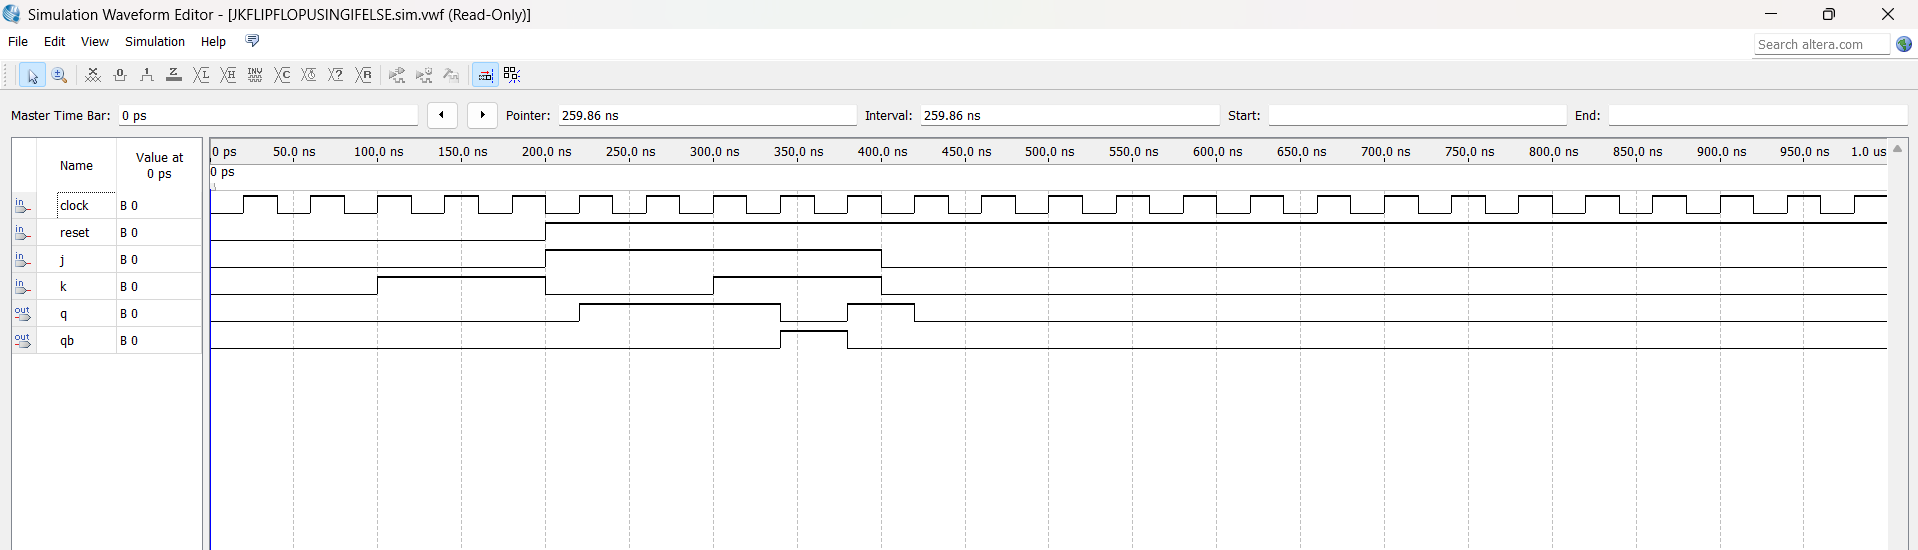 Simulation Waveform Editor - [JKFLIPFLOPUSINGIFELSE.sim.vwf (Read-Only)]
File Edit View Simulation Help
Search altera.com
Master Time Bar: 0 ps Pointer: 259.86 ns Interval: 259.86 ns Start: End:
Name Value at 0 ps
0 ps 50.0 ns 100.0 ns 150.0 ns 200.0 ns 250.0 ns 300.0 ns 350.0 ns 400.0 ns 450.0 ns 500.0 ns 550.0 ns 600.0 ns 650.0 ns 700.0 ns 750.0 ns 800.0 ns 850.0 ns 900.0 ns 950.0 ns 1.0 us
0 ps
in clock B 0
in reset B 0
in j B 0
in k B 0
out q B 0
out qb B 0